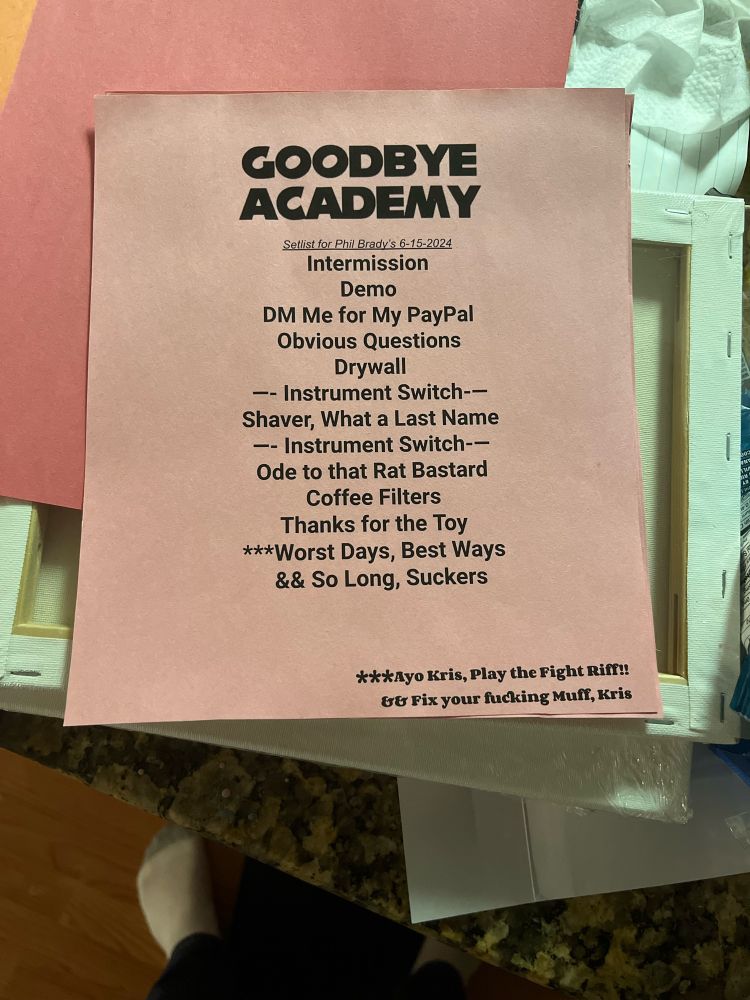 GOODBYE
ACADEMY
Setlist for Phil Brady's 6-15-2024
Intermission
Demo
DM Me for My PayPal
Obvious Questions
Drywall
—- Instrument Switch-—
Shaver, What a Last Name
—- Instrument Switch-—
Ode to that Rat Bastard
Coffee Filters
Thanks for the Toy
***Worst Days, Best Ways
&& So Long, Suckers
***Ayo Kris, Play the Fight Riff!!
&& Fix your fucking Muff, Kris